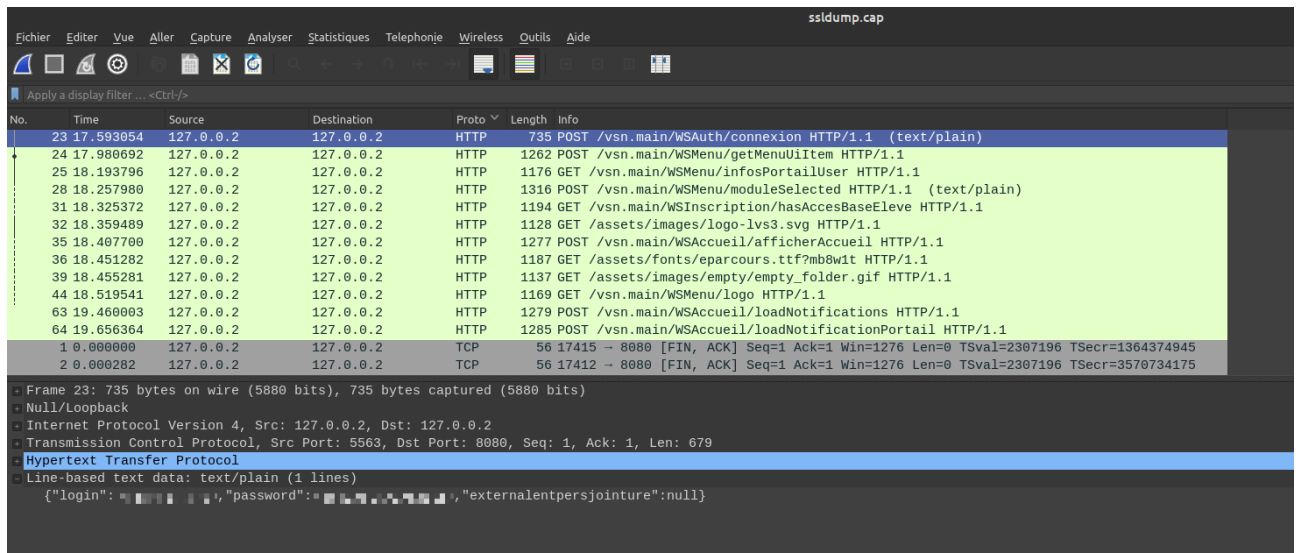 ssldump.cap
Fichier Editer Vue Aller Capture Analyser Statistiques Telephonie Wireless Outils Aide
Apply a display filter ... <Ctrl-/>
No. Time Source Destination Proto Length Info
23 17.593054 127.0.0.2 127.0.0.2 HTTP 735 POST /vsn.main/WSAuth/connexion HTTP/1.1 (text/plain)
24 17.980692 127.0.0.2 127.0.0.2 HTTP 1262 POST /vsn.main/WSMenu/getMenuUiItem HTTP/1.1
25 18.193796 127.0.0.2 127.0.0.2 HTTP 1176 GET /vsn.main/WSMenu/infosPortailUser HTTP/1.1
28 18.257980 127.0.0.2 127.0.0.2 HTTP 1316 POST /vsn.main/WSMenu/moduleSelected HTTP/1.1 (text/plain)
31 18.325372 127.0.0.2 127.0.0.2 HTTP 1194 GET /vsn.main/WSInscription/hasAccesBaseEleve HTTP/1.1
32 18.359489 127.0.0.2 127.0.0.2 HTTP 1128 GET /assets/images/logo-lvs3.svg HTTP/1.1
35 18.407700 127.0.0.2 127.0.0.2 HTTP 1277 POST /vsn.main/WSAccueil/afficherAccueil HTTP/1.1
36 18.451282 127.0.0.2 127.0.0.2 HTTP 1187 GET /assets/fonts/eparcours.ttf?mb8w1t HTTP/1.1
39 18.455281 127.0.0.2 127.0.0.2 HTTP 1137 GET /assets/images/empty/empty_folder.gif HTTP/1.1
44 18.519541 127.0.0.2 127.0.0.2 HTTP 1169 GET /vsn.main/WSMenu/logo HTTP/1.1
63 19.460003 127.0.0.2 127.0.0.2 HTTP 1279 POST /vsn.main/WSAccueil/loadNotifications HTTP/1.1
64 19.656364 127.0.0.2 127.0.0.2 HTTP 1285 POST /vsn.main/WSAccueil/loadNotificationPortail HTTP/1.1
1 0.000000 127.0.0.2 127.0.0.2 TCP 56 17415 → 8080 [FIN, ACK] Seq=1 Ack=1 Win=1276 Len=0 TSval=2307196 TSecr=1364374945
2 0.000282 127.0.0.2 127.0.0.2 TCP 56 17412 → 8080 [FIN, ACK] Seq=1 Ack=1 Win=1276 Len=0 TSval=2307196 TSecr=3570734175
Frame 23: 735 bytes on wire (5880 bits), 735 bytes captured (5880 bits)
Null/Loopback
Internet Protocol Version 4, Src: 127.0.0.2, Dst: 127.0.0.2
Transmission Control Protocol, Src Port: 5563, Dst Port: 8080, Seq: 1, Ack: 1, Len: 679
Hypertext Transfer Protocol
Line-based text data: text/plain (1 lines)
{"login": ,"password": ,"externalentpersjointure":null}